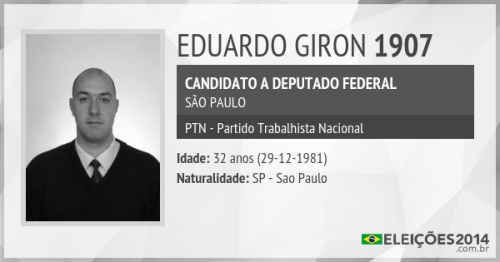 EDUARDO GIRON 1907
CANDIDATO A DEPUTADO FEDERAL
SÃO PAULO
PTN - Partido Trabalhista Nacional
Idade: 32 anos (29-12-1981)
Naturalidade: SP - Sao Paulo
ELEIÇÕES2014
.com.br